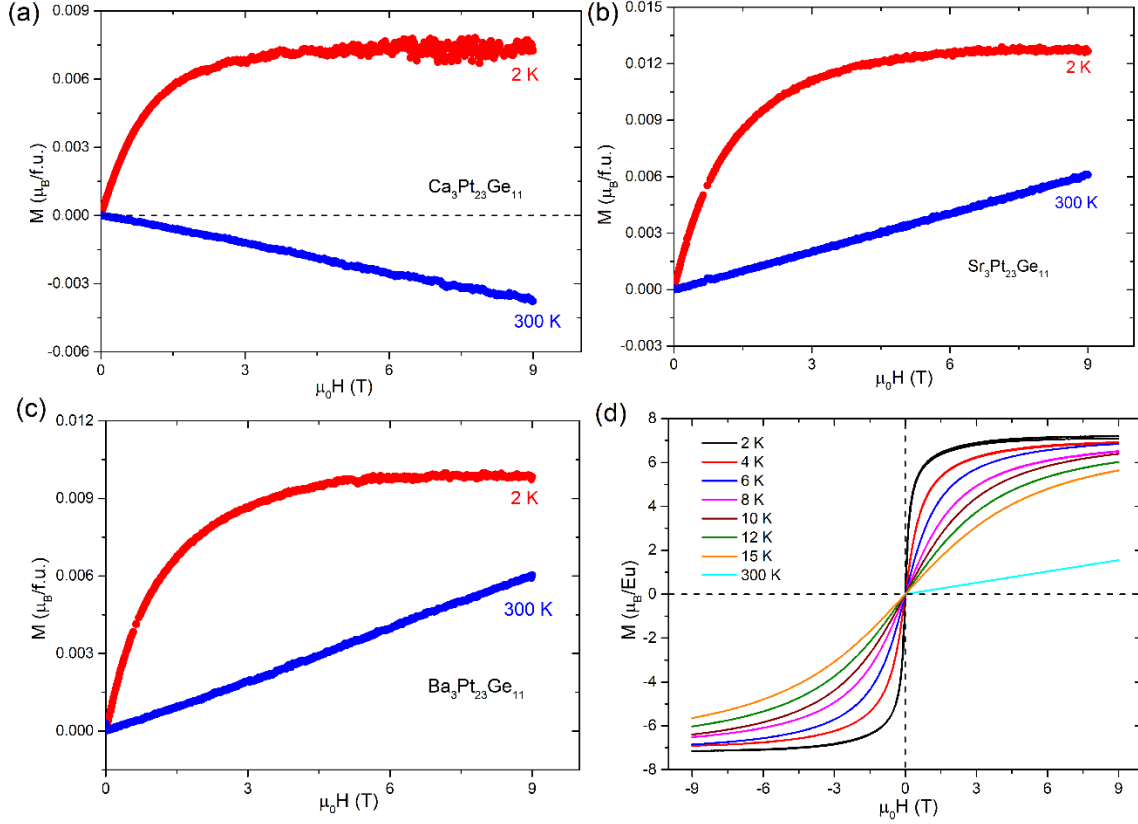 (a)
0.009
0.006
0.003
0.000
-0.003
-0.006
M (μB/f.u.)
2 K
Ca3Pt23Ge11
300 K
0
3
6
9
μ0H (T)
(b)
0.015
0.012
0.009
0.006
0.003
0.000
-0.003
M (μB/f.u.)
2 K
300 K
Sr3Pt23Ge11
0
3
6
9
μ0H (T)
(c)
0.012
0.009
0.006
0.003
0.000
M (μB/f.u.)
2 K
300 K
Ba3Pt23Ge11
0
3
6
9
μ0H (T)
(d)
8
6
4
2
0
-2
-4
-6
-8
M (μB/Eu)
2 K
4 K
6 K
8 K
10 K
12 K
15 K
300 K
-9
-6
-3
0
3
6
9
μ0H (T)